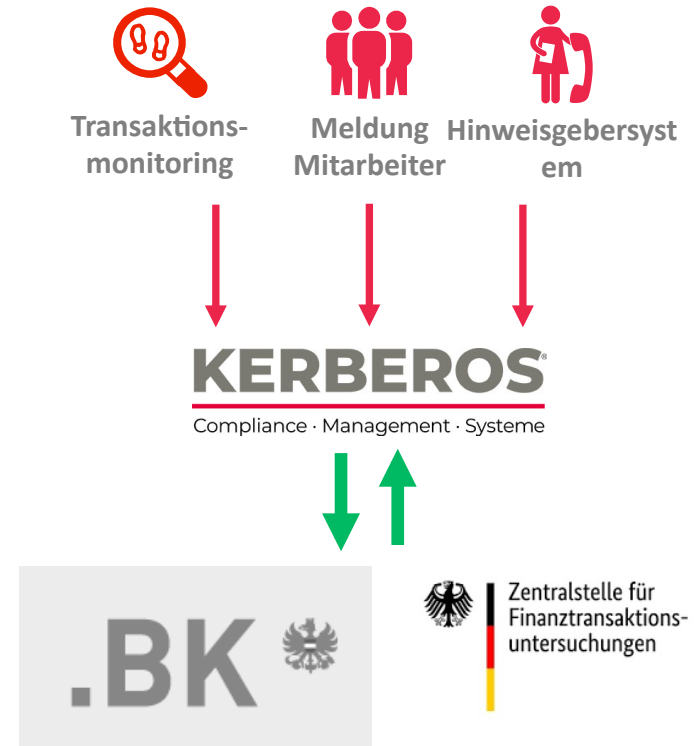 Transaktions-
monitoring
Meldung
Mitarbeiter
Hinweisgebersyst
em
KERBEROS®
Compliance · Management · Systeme
.BK
Zentralstelle für
Finanztransaktions-
untersuchungen